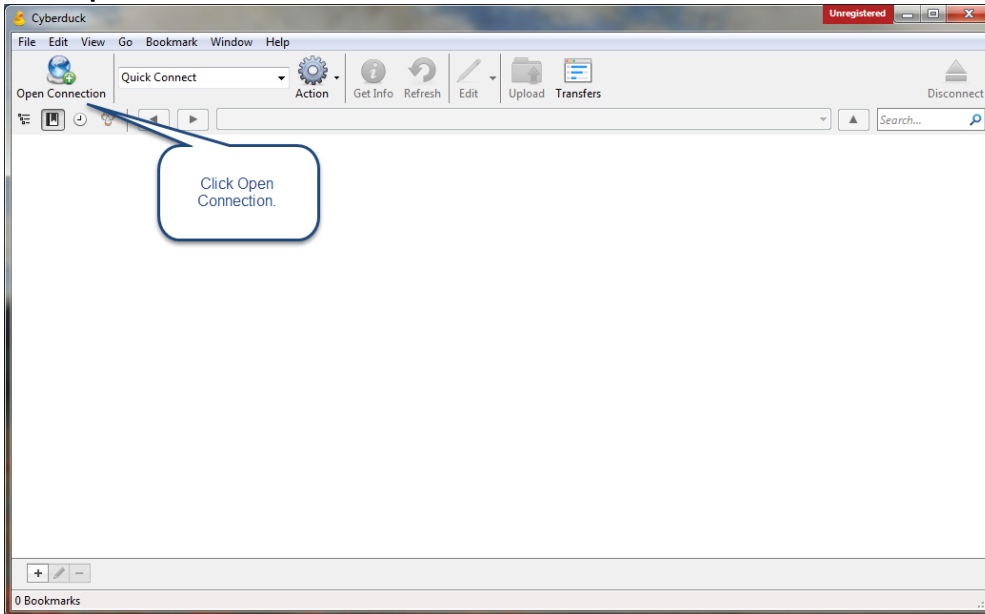 Cyberduck
Unregistered
File Edit View Go Bookmark Window Help
Quick Connect
Open Connection Action Get Info Refresh Edit Upload Transfers Disconnect
Search...
Click Open
Connection.
0 Bookmarks